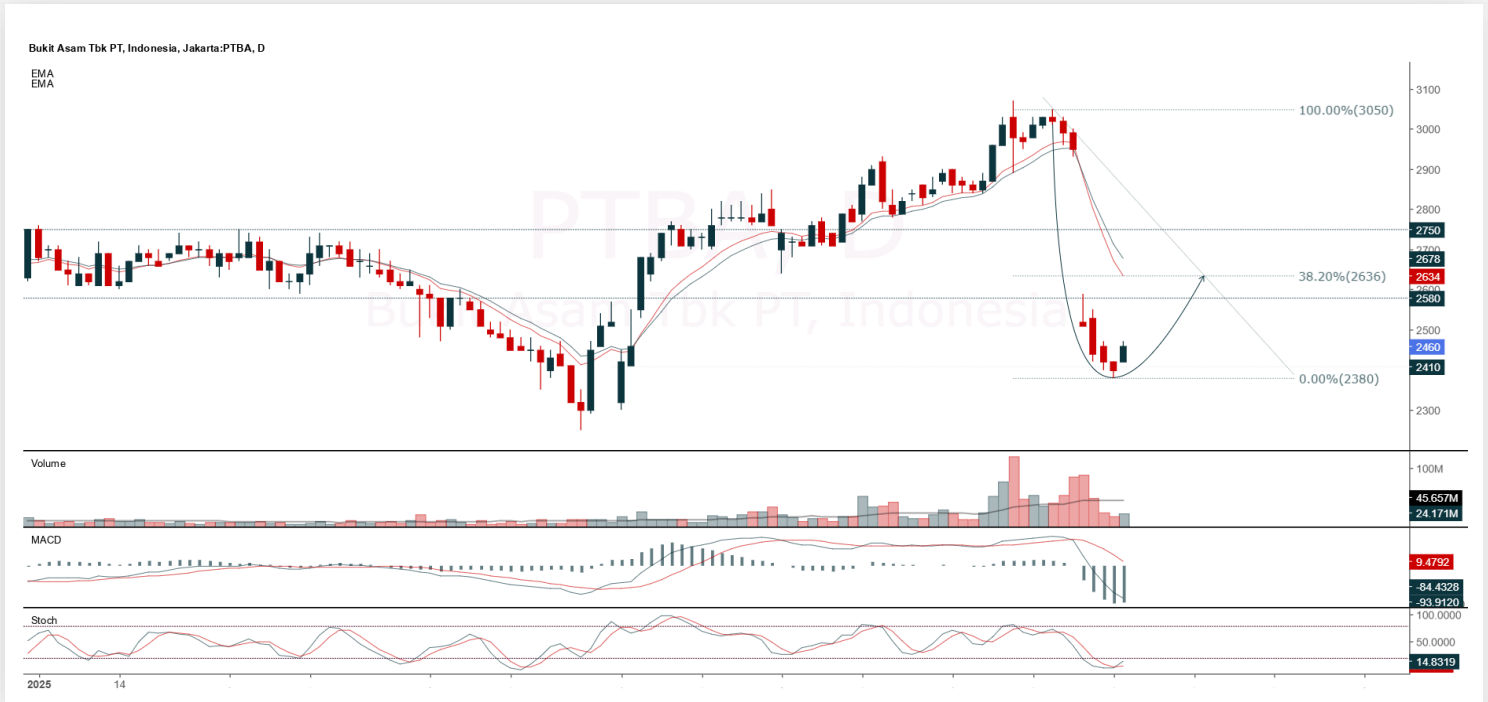 Bukit Asam Tbk PT, Indonesia, Jakarta:PTBA, D
EMA
EMA
PTBA, D
Bukit Asam Tbk PT, Indonesia
100.00%(3050)
38.20%(2636)
0.00%(2380)
3100
3000
2900
2800
2750
2700
2678
2634
2600
2580
2500
2460
2410
2300
Volume
100M
45.657M
24.171M
MACD
9.4792
-84.4328
-93.9120
Stoch
100.0000
50.0000
14.8319
2025
14